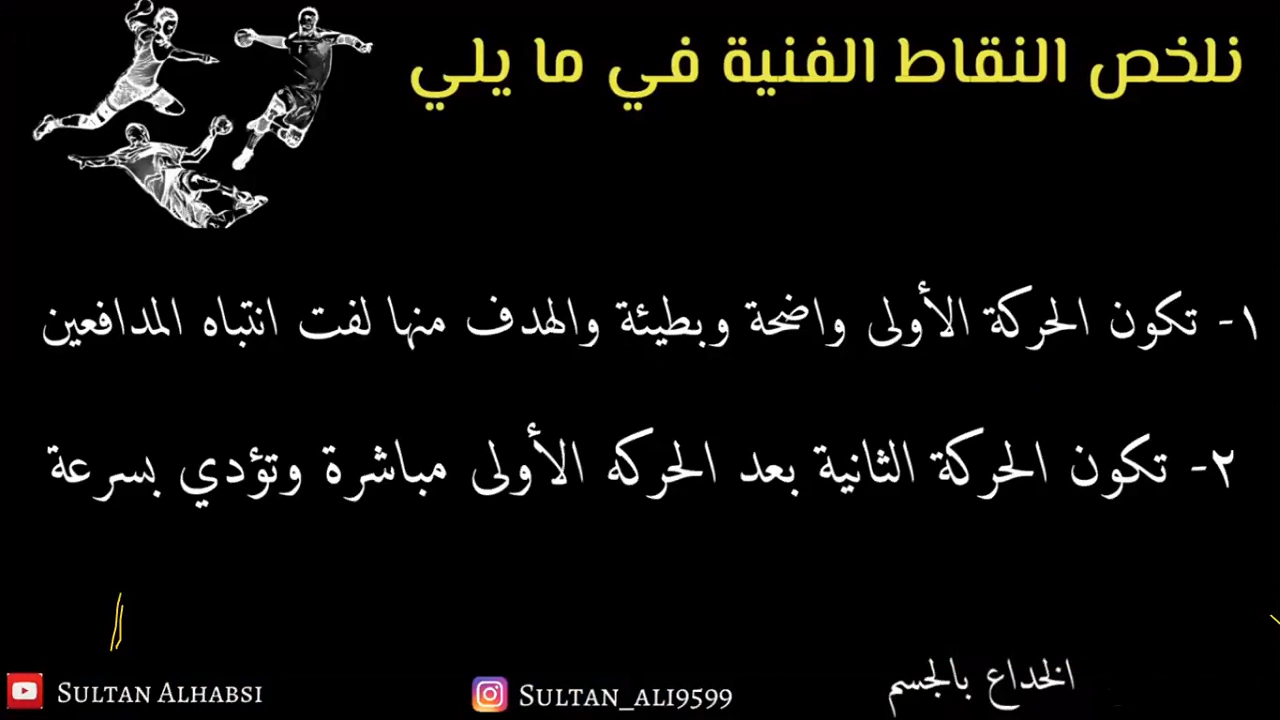 نلخص النقاط الفنية في ما يلي
١- تكون الحركة الأولى واضحة وبطيئة والهدف منها لفت انتباه المدافعين
٢- تكون الحركة الثانية بعد الحركه الأولى مباشرة وتؤدي بسرعة
الخداع بالجسم
SULTAN_ALI9599
SULTAN ALHABSI